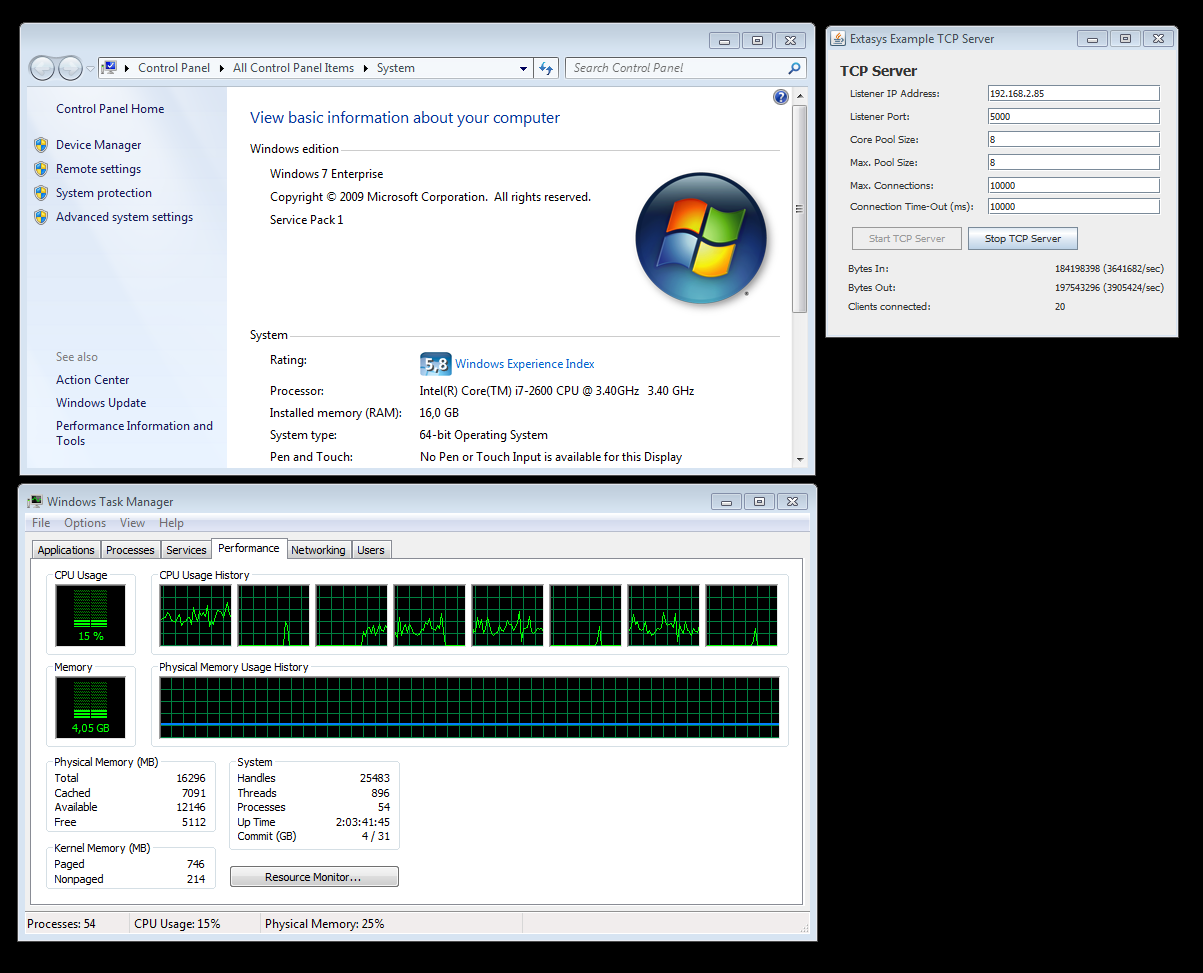 Control Panel
All Control Panel Items
System
Search Control Panel
Control Panel Home
Device Manager
Remote settings
System protection
Advanced system settings
See also
Action Center
Windows Update
Performance Information and
Tools
View basic information about your computer
Windows edition
Windows 7 Enterprise
Copyright © 2009 Microsoft Corporation.  All rights reserved.
Service Pack 1
System
Rating:
5,8 Windows Experience Index
Processor: Intel(R) Core(TM) i7-2600 CPU @ 3.40GHz   3.40 GHz
Installed memory (RAM): 16,0 GB
System type: 64-bit Operating System
Pen and Touch: No Pen or Touch Input is available for this Display
Extasys Example TCP Server
TCP Server
Listener IP Address: 192.168.2.85
Listener Port: 5000
Core Pool Size: 8
Max. Pool Size: 8
Max. Connections: 10000
Connection Time-Out (ms): 10000
Start TCP Server
Stop TCP Server
Bytes In: 184198398 (3641682/sec)
Bytes Out: 197543296 (3905424/sec)
Clients connected: 20
Windows Task Manager
File Options View Help
Applications Processes Services Performance Networking Users
CPU Usage
15 %
CPU Usage History
Memory
4,05 GB
Physical Memory Usage History
Physical Memory (MB)
Total 16296
Cached 7091
Available 12146
Free 5112
Kernel Memory (MB)
Paged 746
Nonpaged 214
System
Handles 25483
Threads 896
Processes 54
Up Time 2:03:41:45
Commit (GB) 4 / 31
Resource Monitor...
Processes: 54
CPU Usage: 15%
Physical Memory: 25%